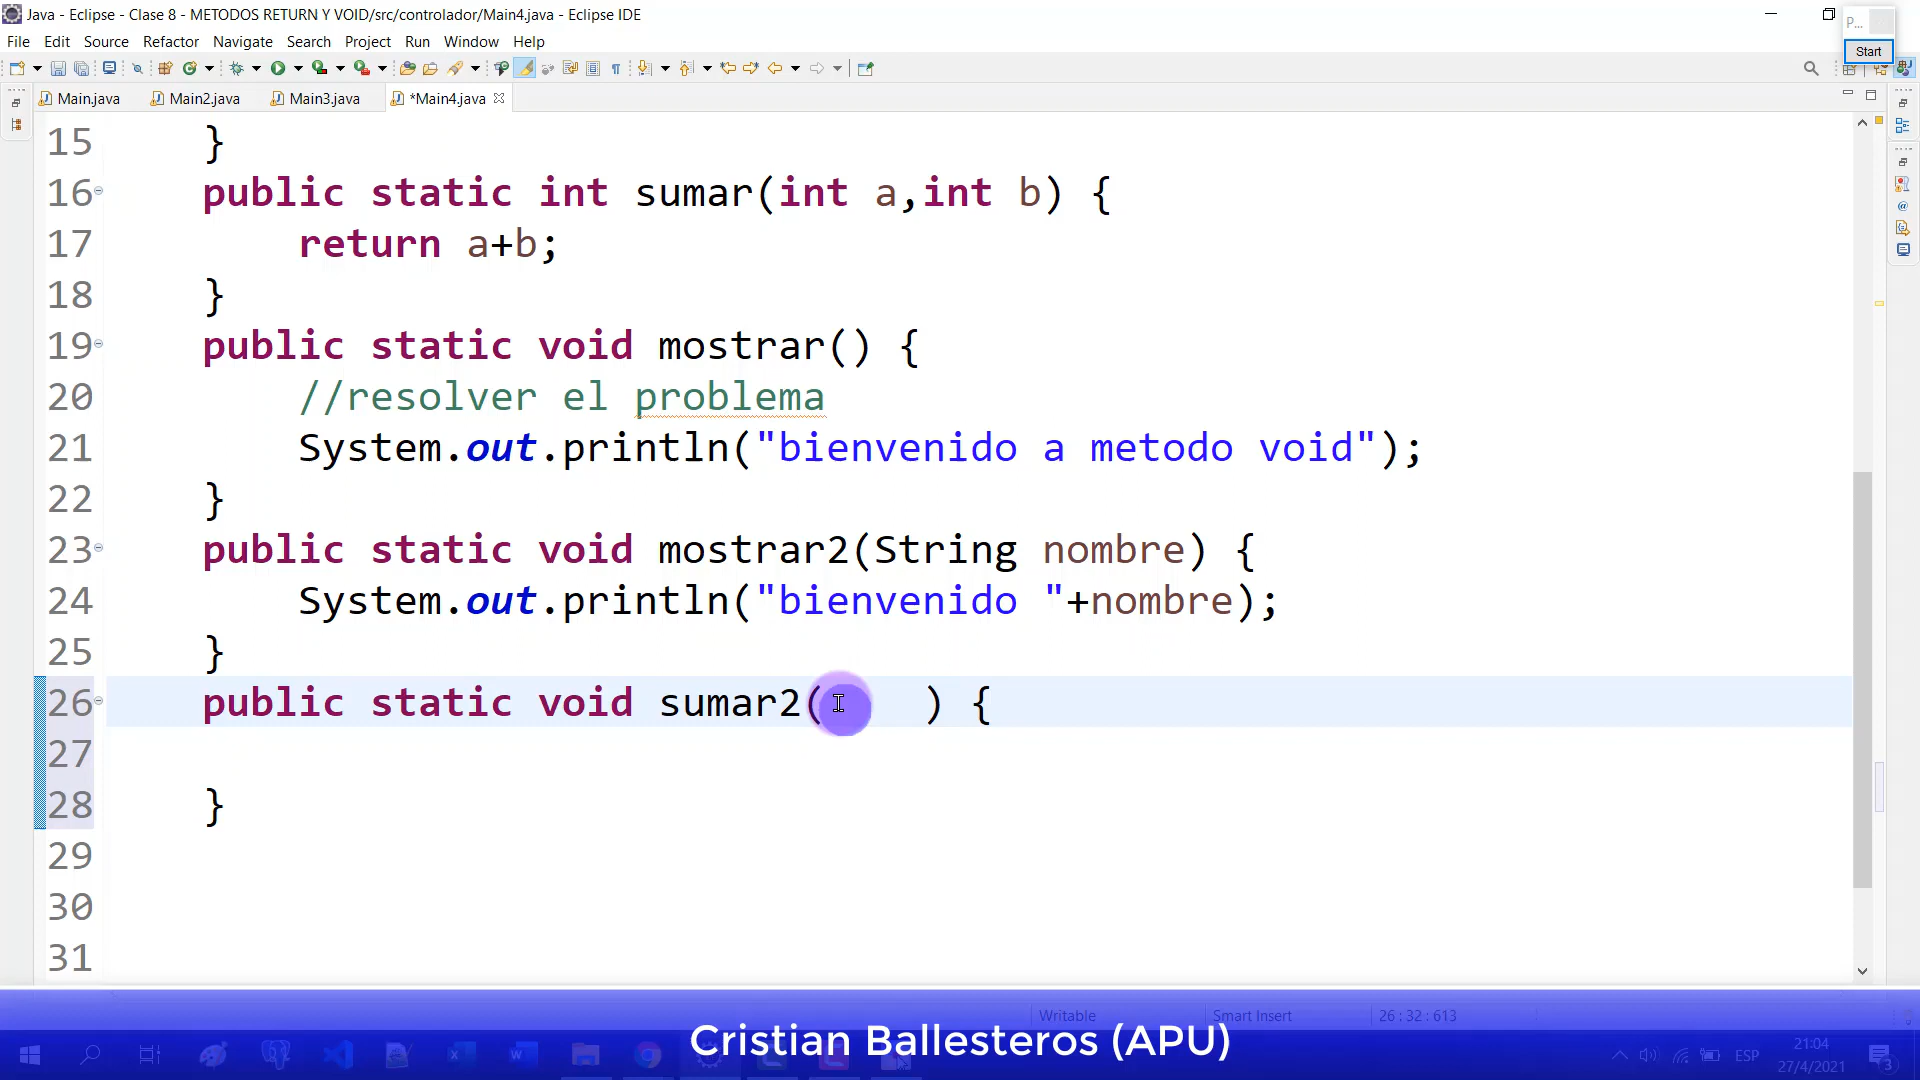 Java - Eclipse - Clase 8 - METODOS RETURN Y VOID/src/controlador/Main4.java - Eclipse IDE
P...
File Edit Source Refactor Navigate Search Project Run Window Help
Start
Main.java Main2.java Main3.java *Main4.java
15 }
16 public static int sumar(int a,int b) {
17 return a+b;
18 }
19 public static void mostrar() {
20 //resolver el problema
21 System.out.println("bienvenido a metodo void");
22 }
23 public static void mostrar2(String nombre) {
24 System.out.println("bienvenido "+nombre);
25 }
26 public static void sumar2( ) {
27
28 }
29
30
31
Writable Smart Insert 26 : 32 : 613
Cristian Ballesteros (APU)
ESP
21:04
27/4/2021
3